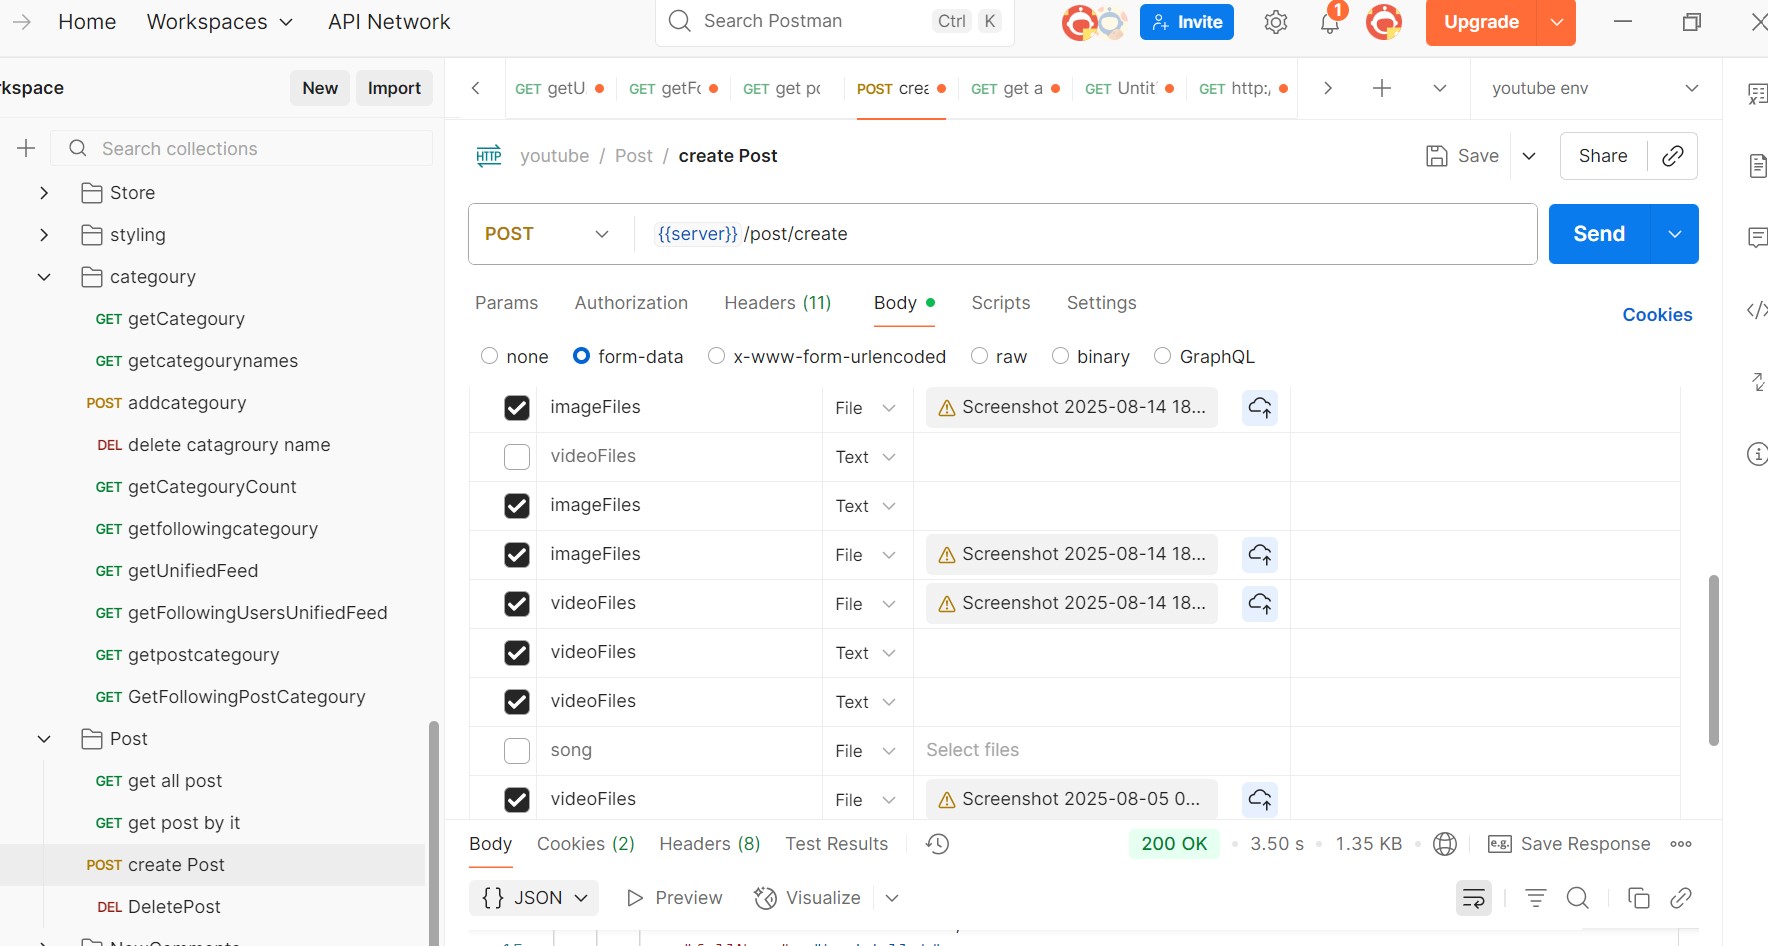 Home Workspaces API Network Search Postman Ctrl K Invite 1 Upgrade
kspace New Import GET getU GET getFc GET get pc POST crea GET get a GET Untit GET http:/ youtube env
Search collections
youtube / Post / create Post Save Share
Store
styling
POST {{server}} /post/create Send
categoury
GET getCategoury
Params Authorization Headers (11) Body Scripts Settings Cookies
GET getcategourynames
none form-data x-www-form-urlencoded raw binary GraphQL
POST addcategoury
imageFiles File Screenshot 2025-08-14 18...
DEL delete catagroury name
videoFiles Text
GET getCategouryCount
imageFiles Text
GET getfollowingcategoury
imageFiles File Screenshot 2025-08-14 18...
GET getUnifiedFeed
videoFiles File Screenshot 2025-08-14 18...
GET getFollowingUsersUnifiedFeed
videoFiles Text
GET getpostcategoury
videoFiles Text
GET GetFollowingPostCategoury
song File Select files
Post
videoFiles File Screenshot 2025-08-05 0...
GET get all post
GET get post by it
Body Cookies (2) Headers (8) Test Results 200 OK • 3.50 s • 1.35 KB • e.g. Save Response
POST create Post
{} JSON Preview Visualize
DEL DeletePost